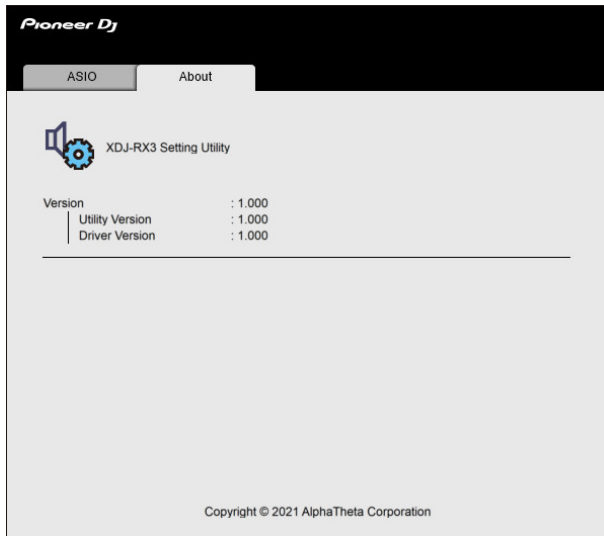 Pioneer Dj
ASIO About
XDJ-RX3 Setting Utility
Version : 1.000
Utility Version : 1.000
Driver Version : 1.000
Copyright © 2021 AlphaTheta Corporation